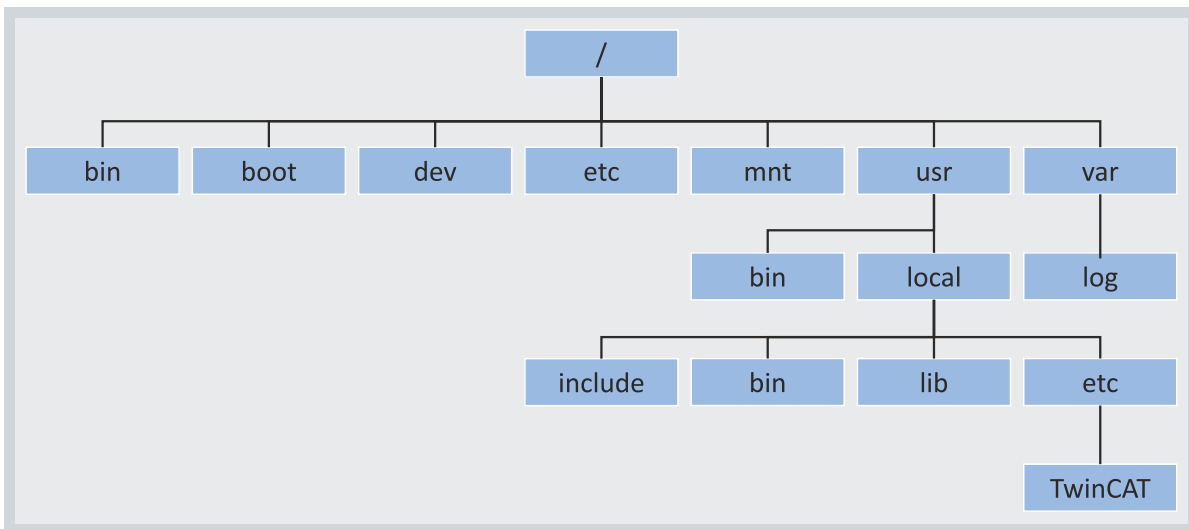 /
bin boot dev etc mnt usr var
bin local log
include bin lib etc
TwinCAT